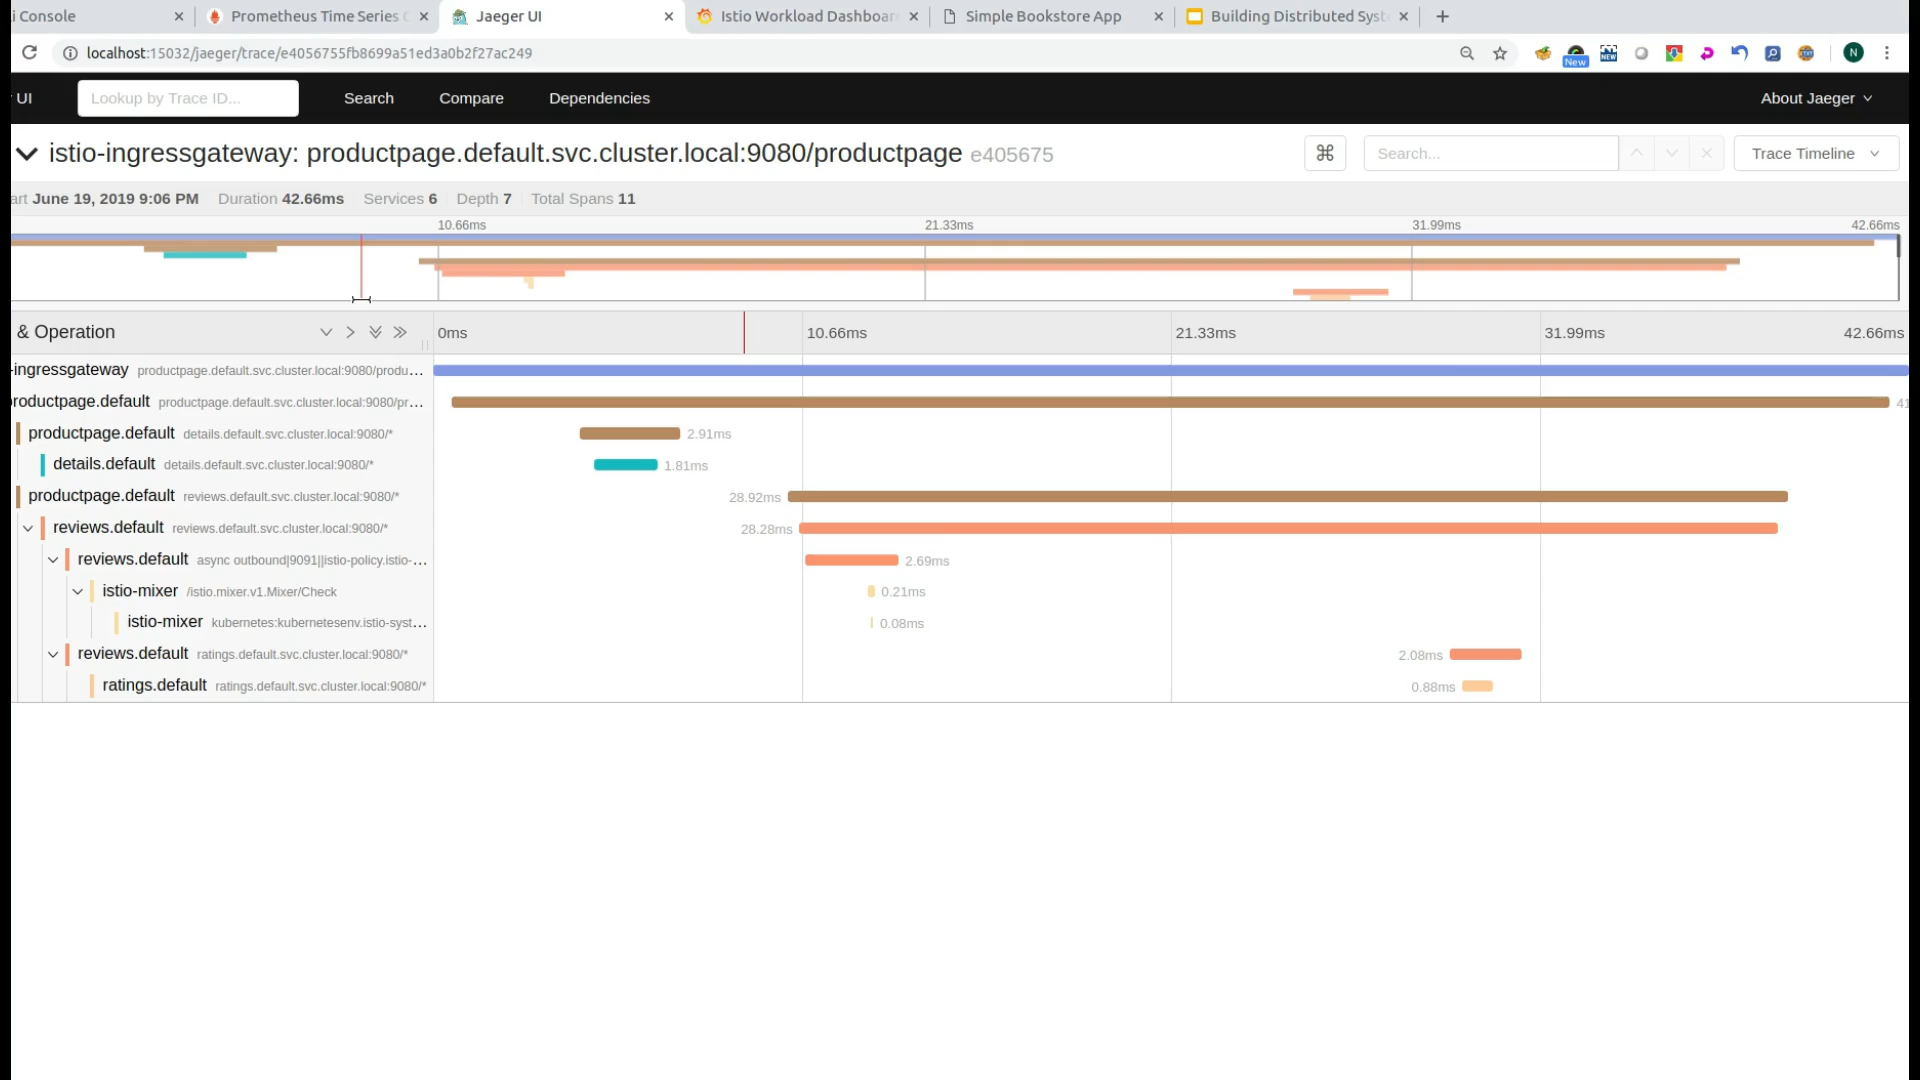 i Console
Prometheus Time Series C
Jaeger UI
Istio Workload Dashboar
Simple Bookstore App
Building Distributed Syst
localhost:15032/jaeger/trace/e4056755fb8699a51ed3a0b2f27ac249
New
NEW
N
UI
Lookup by Trace ID...
Search
Compare
Dependencies
About Jaeger
istio-ingressgateway: productpage.default.svc.cluster.local:9080/productpage e405675
⌘
Search...
Trace Timeline
art June 19, 2019 9:06 PM
Duration 42.66ms
Services 6
Depth 7
Total Spans 11
10.66ms
21.33ms
31.99ms
42.66ms
& Operation
0ms
10.66ms
21.33ms
31.99ms
42.66ms
-ingressgateway productpage.default.svc.cluster.local:9080/produ...
roductpage.default productpage.default.svc.cluster.local:9080/pr...
41
productpage.default details.default.svc.cluster.local:9080/*
2.91ms
details.default details.default.svc.cluster.local:9080/*
1.81ms
productpage.default reviews.default.svc.cluster.local:9080/*
28.92ms
reviews.default reviews.default.svc.cluster.local:9080/*
28.28ms
reviews.default async outbound|9091||istio-policy.istio-...
2.69ms
istio-mixer /istio.mixer.v1.Mixer/Check
0.21ms
istio-mixer kubernetes:kubernetesenv.istio-syst...
0.08ms
reviews.default ratings.default.svc.cluster.local:9080/*
2.08ms
ratings.default ratings.default.svc.cluster.local:9080/*
0.88ms